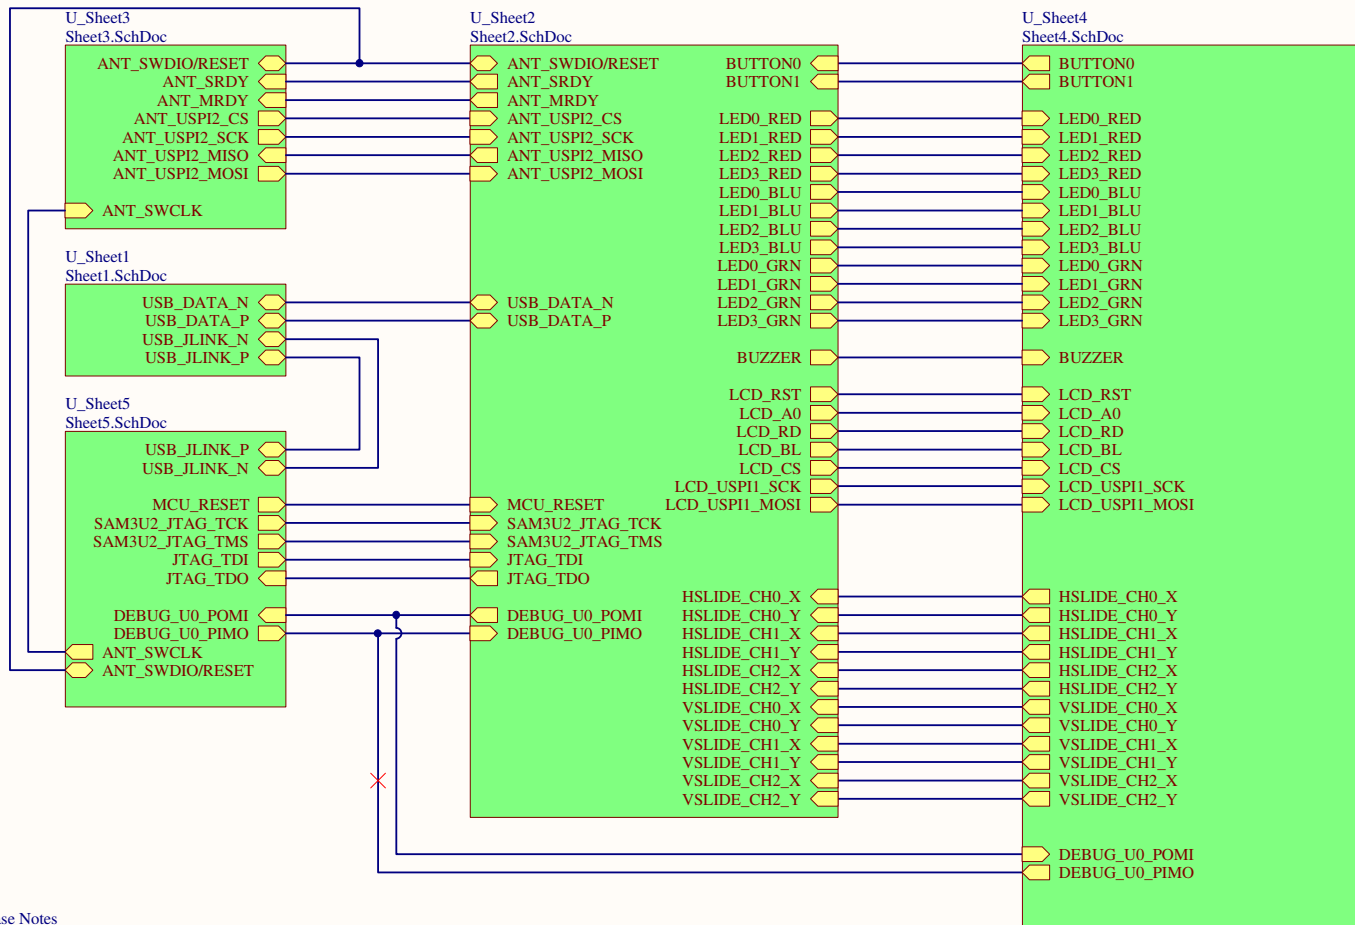 U_Sheet3
Sheet3.SchDoc
ANT_SWDIO/RESET
ANT_SRDY
ANT_MRDY
ANT_USPI2_CS
ANT_USPI2_SCK
ANT_USPI2_MISO
ANT_USPI2_MOSI
ANT_SWCLK
U_Sheet1
Sheet1.SchDoc
USB_DATA_N
USB_DATA_P
USB_JLINK_N
USB_JLINK_P
U_Sheet5
Sheet5.SchDoc
USB_JLINK_P
USB_JLINK_N
MCU_RESET
SAM3U2_JTAG_TCK
SAM3U2_JTAG_TMS
JTAG_TDI
JTAG_TDO
DEBUG_U0_POMI
DEBUG_U0_PIMO
ANT_SWCLK
ANT_SWDIO/RESET
U_Sheet2
Sheet2.SchDoc
ANT_SWDIO/RESET
ANT_SRDY
ANT_MRDY
ANT_USPI2_CS
ANT_USPI2_SCK
ANT_USPI2_MISO
ANT_USPI2_MOSI
USB_DATA_N
USB_DATA_P
MCU_RESET
SAM3U2_JTAG_TCK
SAM3U2_JTAG_TMS
JTAG_TDI
JTAG_TDO
DEBUG_U0_POMI
DEBUG_U0_PIMO
BUTTON0
BUTTON1
LED0_RED
LED1_RED
LED2_RED
LED3_RED
LED0_BLU
LED1_BLU
LED2_BLU
LED3_BLU
LED0_GRN
LED1_GRN
LED2_GRN
LED3_GRN
BUZZER
LCD_RST
LCD_A0
LCD_RD
LCD_BL
LCD_CS
LCD_USPI1_SCK
LCD_USPI1_MOSI
HSLIDE_CH0_X
HSLIDE_CH0_Y
HSLIDE_CH1_X
HSLIDE_CH1_Y
HSLIDE_CH2_X
HSLIDE_CH2_Y
VSLIDE_CH0_X
VSLIDE_CH0_Y
VSLIDE_CH1_X
VSLIDE_CH1_Y
VSLIDE_CH2_X
VSLIDE_CH2_Y
U_Sheet4
Sheet4.SchDoc
BUTTON0
BUTTON1
LED0_RED
LED1_RED
LED2_RED
LED3_RED
LED0_BLU
LED1_BLU
LED2_BLU
LED3_BLU
LED0_GRN
LED1_GRN
LED2_GRN
LED3_GRN
BUZZER
LCD_RST
LCD_A0
LCD_RD
LCD_BL
LCD_CS
LCD_USPI1_SCK
LCD_USPI1_MOSI
HSLIDE_CH0_X
HSLIDE_CH0_Y
HSLIDE_CH1_X
HSLIDE_CH1_Y
HSLIDE_CH2_X
HSLIDE_CH2_Y
VSLIDE_CH0_X
VSLIDE_CH0_Y
VSLIDE_CH1_X
VSLIDE_CH1_Y
VSLIDE_CH2_X
VSLIDE_CH2_Y
DEBUG_U0_POMI
DEBUG_U0_PIMO
se Notes